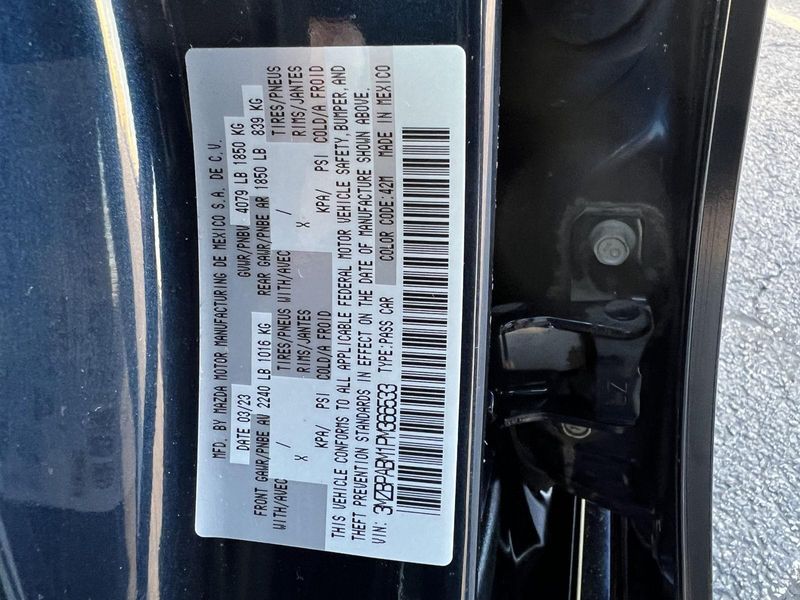 MFD. BY MAZDA MOTOR MANUFACTURING DE MEXICO S.A. DE C.V.
DATE 03/23 GVWR/PNBV 4079 LB 1850 KG
FRONT GAWR/PNBE AV 2240 LB 1016 KG REAR GAWR/PNBE AR 1850 LB 839 KG
WITH/AVEC TIRES/PNEUS WITH/AVEC TIRES/PNEUS
/ X RIMS/JANTES / X RIMS/JANTES
/ KPA/ PSI COLD/A FROID / KPA/ PSI COLD/A FROID
THIS VEHICLE CONFORMS TO ALL APPLICABLE FEDERAL MOTOR VEHICLE SAFETY, BUMPER, AND
THEFT PREVENTION STANDARDS IN EFFECT ON THE DATE OF MANUFACTURE SHOWN ABOVE.
VIN: 3MZBPABM1PM366633 TYPE:PASS CAR COLOR CODE:42M MADE IN MEXICO
LZ